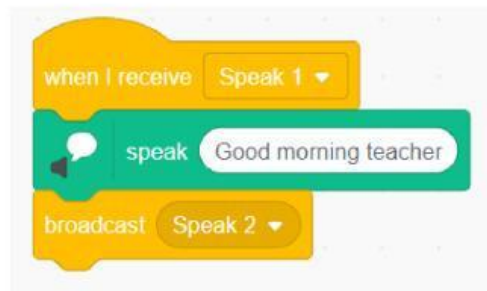 when I receive Speak 1
speak Good morning teacher
broadcast Speak 2